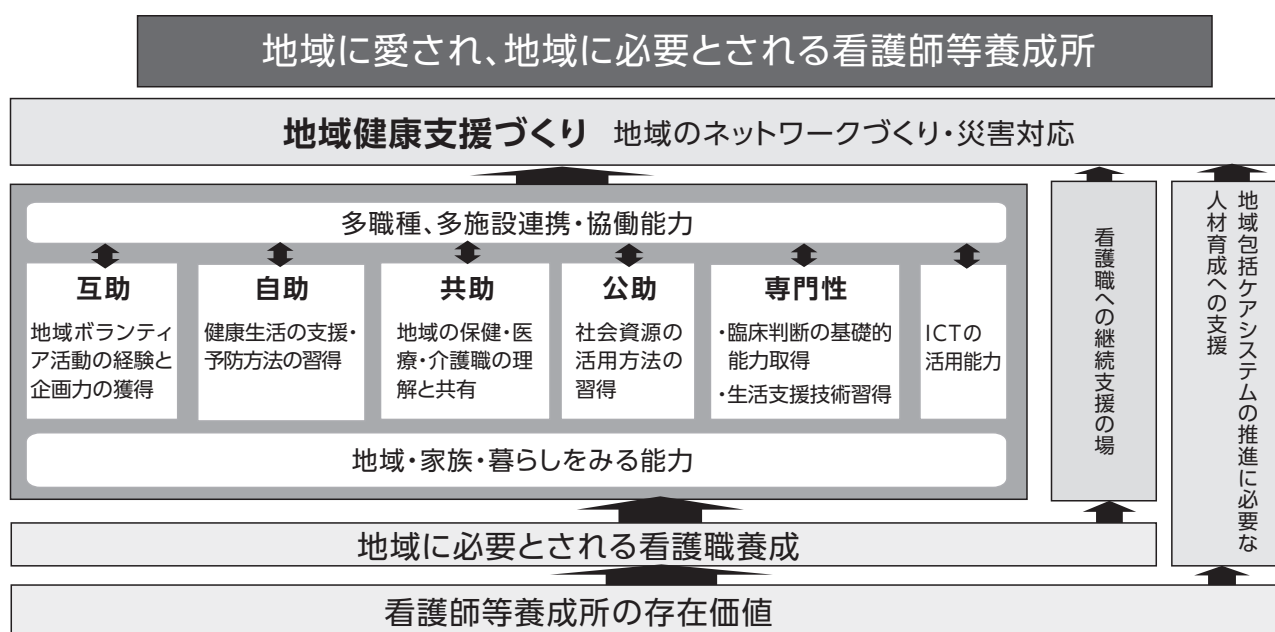 地域に愛され、地域に必要とされる看護師等養成所
地域健康支援づくり 地域のネットワークづくり・災害対応
多職種、多施設連携・協働能力
互助
地域ボランティ
ア活動の経験と
企画力の獲得
自助
健康生活の支援・
予防方法の習得
共助
地域の保健・医
療・介護職の理
解と共有
公助
社会資源の
活用方法の
習得
専門性
・臨床判断の基礎的
能力取得
・生活支援技術習得
ICTの
活用能力
地域・家族・暮らしをみる能力
看護職への継続支援の場
地域包括ケアシステムの推進に必要な
人材育成への支援
地域に必要とされる看護職養成
看護師等養成所の存在価値